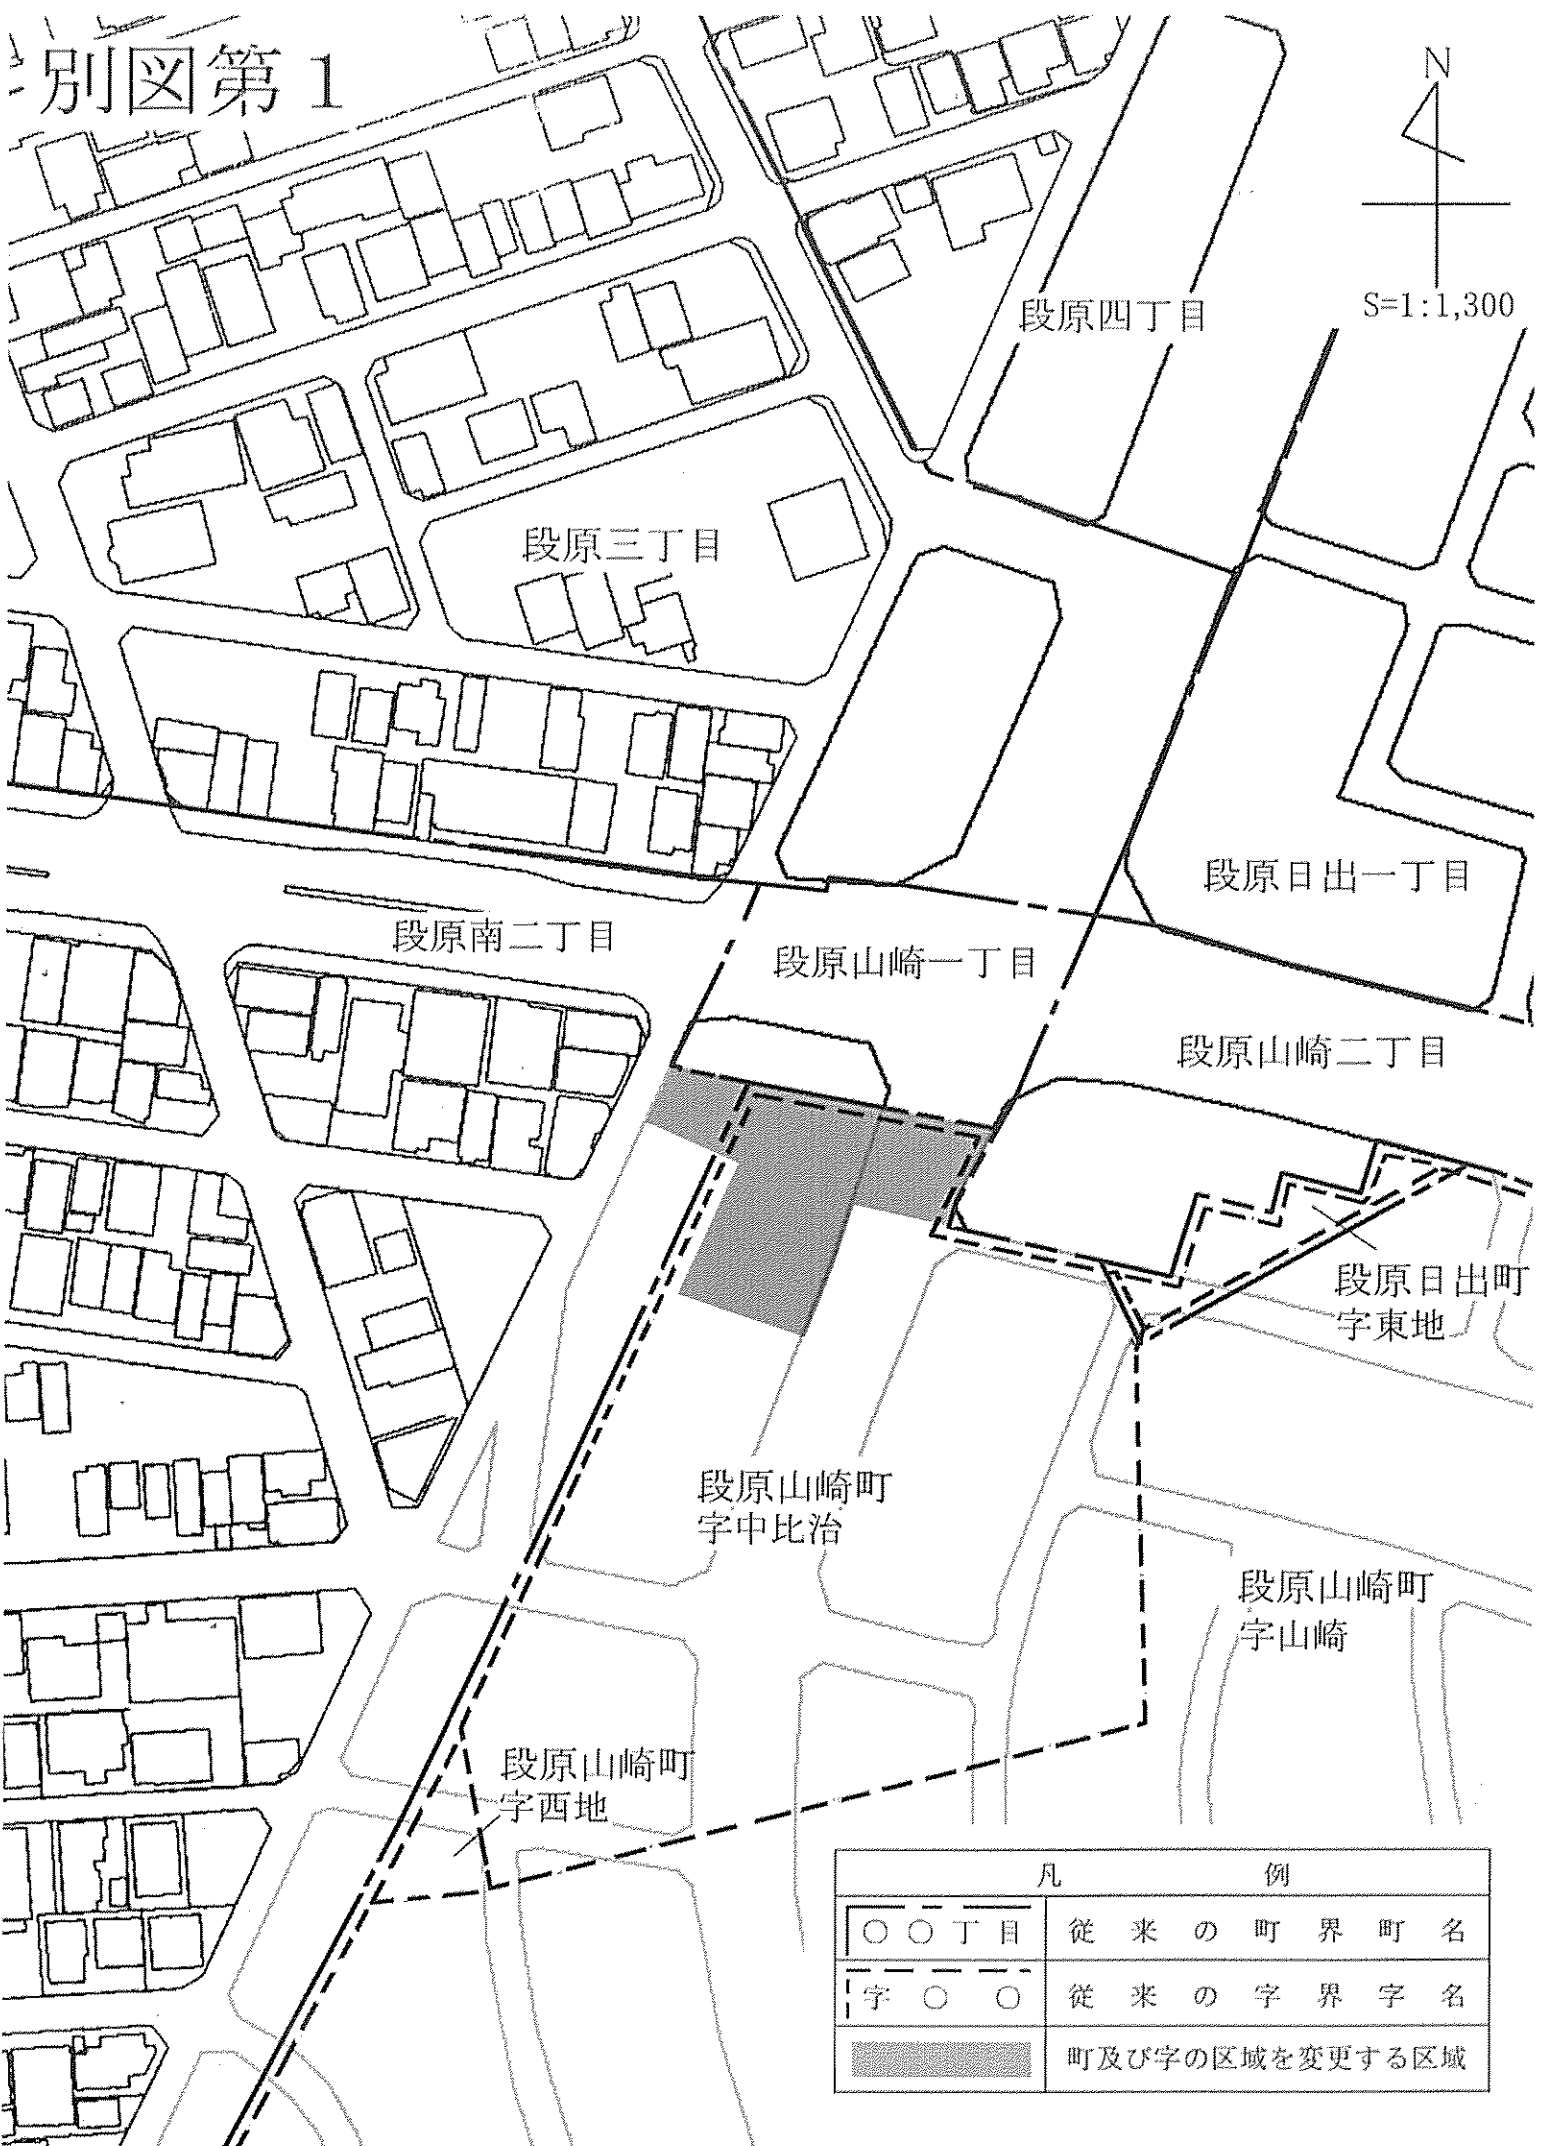 別図第1
N
S=1:1,300
段原四丁目
段原三丁目
段原日出一丁目
段原南二丁目
段原山崎一丁目
段原山崎二丁目
段原日出町
字東地
段原山崎町
字中比治
段原山崎町
字山崎
段原山崎町
字西地
凡例
〇〇丁目 従来の町界町名
字〇〇 従来の字界字名
町及び字の区域を変更する区域